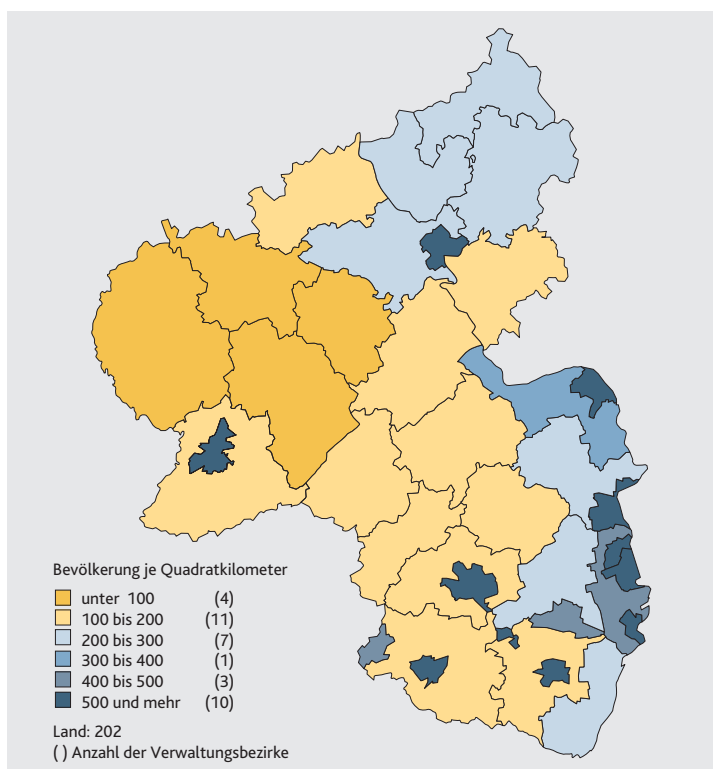 Bevölkerung je Quadratkilometer
unter 100 (4)
100 bis 200 (11)
200 bis 300 (7)
300 bis 400 (1)
400 bis 500 (3)
500 und mehr (10)
Land: 202
( ) Anzahl der Verwaltungsbezirke